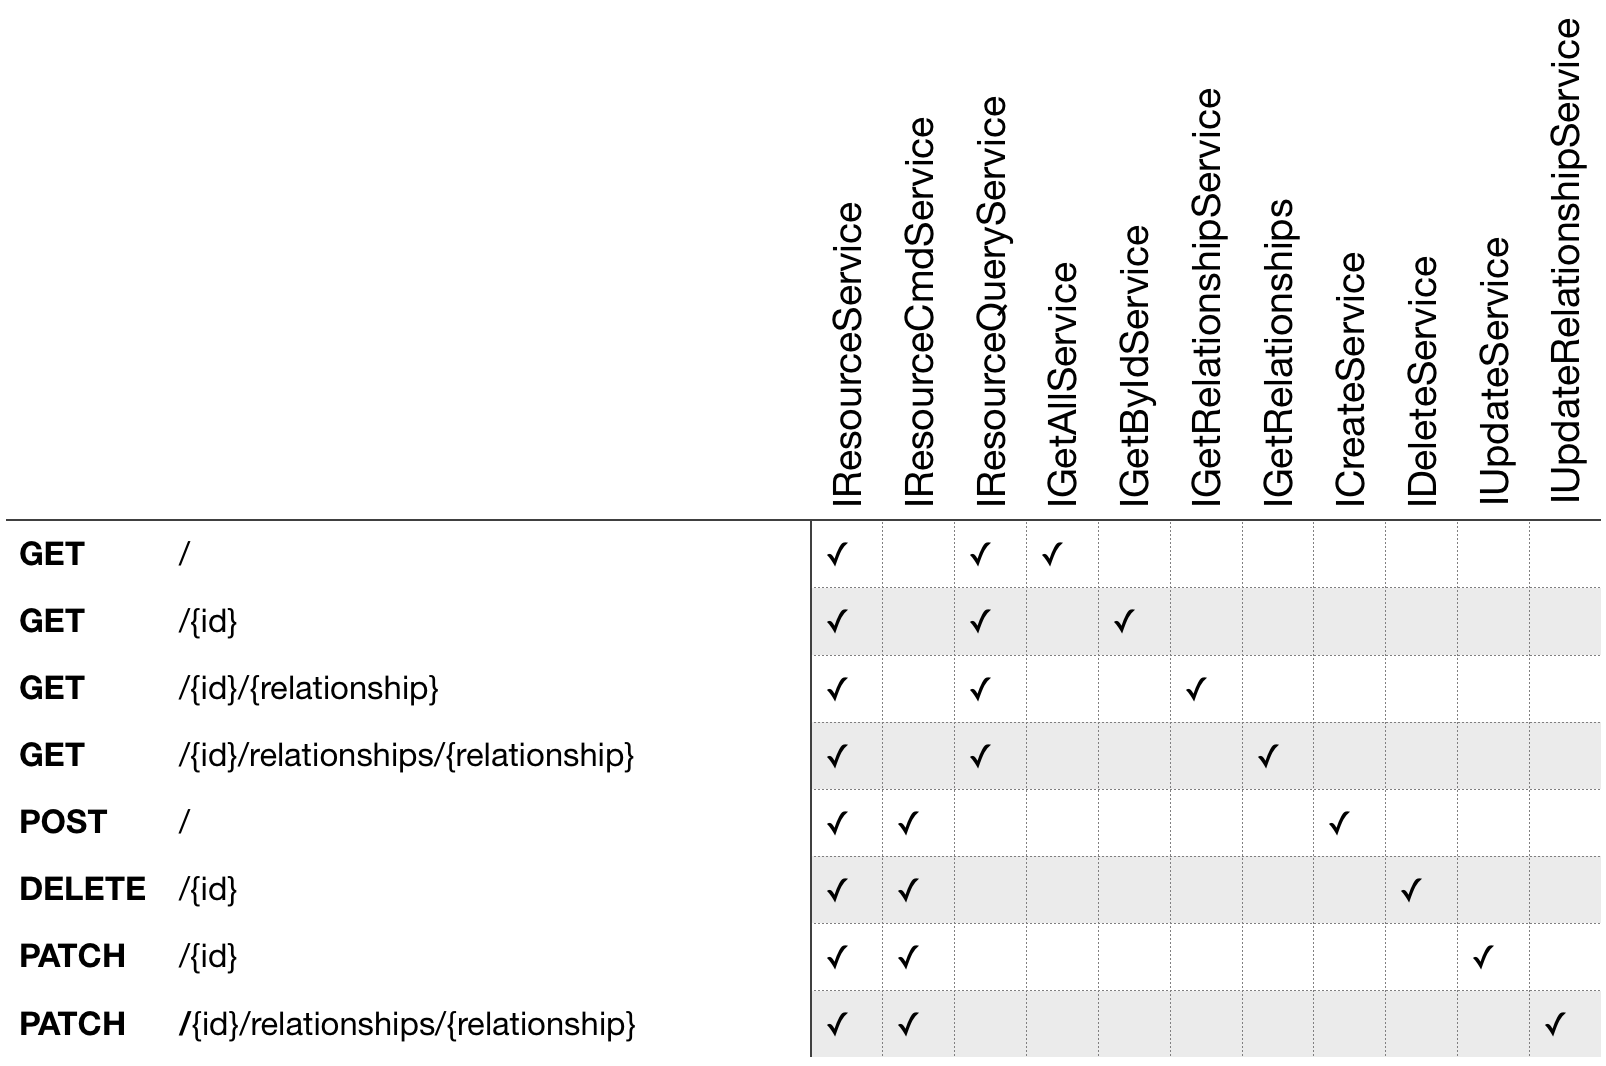 IResourceService
IResourceCmdService
IResourceQueryService
IGetAllService
IGetByIdService
IGetRelationshipService
IGetRelationships
ICreateService
IDeleteService
IUpdateService
IUpdateRelationshipService
GET / ✓ ✓ ✓
GET /{id} ✓ ✓ ✓
GET /{id}/{relationship} ✓ ✓ ✓
GET /{id}/relationships/{relationship} ✓ ✓ ✓
POST / ✓ ✓ ✓
DELETE /{id} ✓ ✓ ✓
PATCH /{id} ✓ ✓ ✓
PATCH /{id}/relationships/{relationship} ✓ ✓ ✓